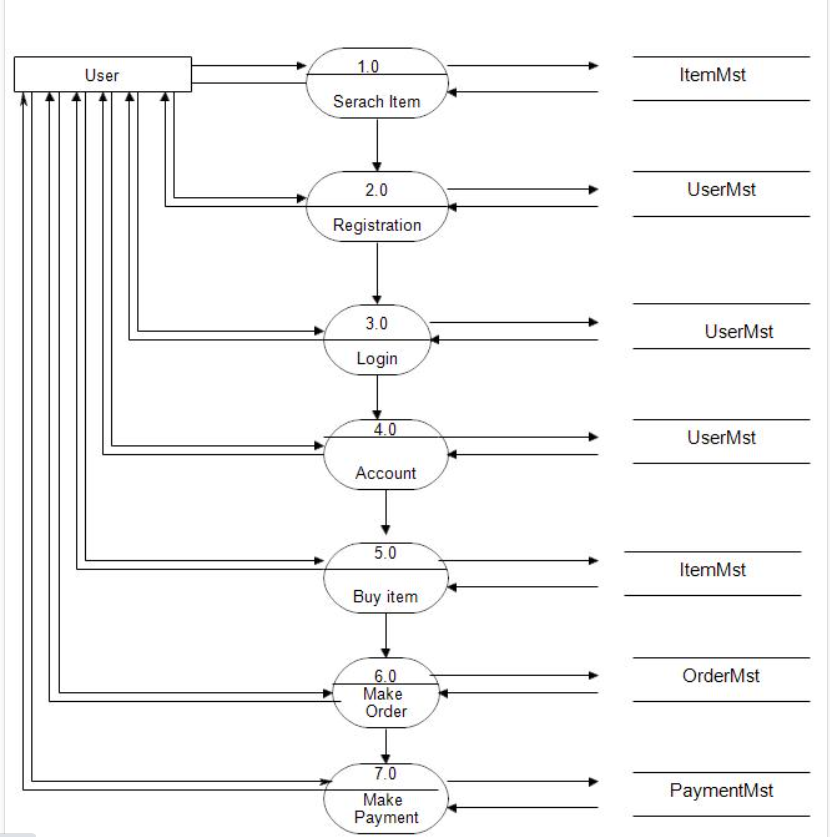 User
1.0
Serach Item
ItemMst
2.0
Registration
UserMst
3.0
Login
UserMst
4.0
Account
UserMst
5.0
Buy item
ItemMst
6.0
Make
Order
OrderMst
7.0
Make
Payment
PaymentMst